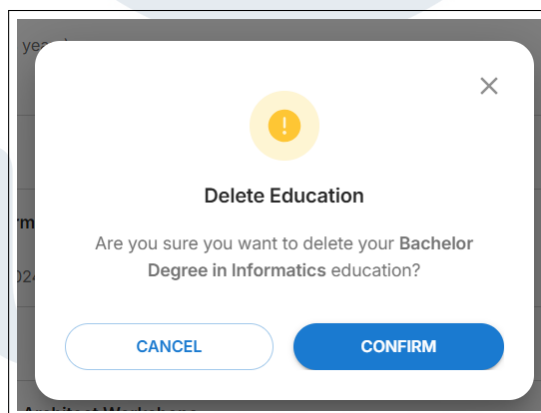 Delete Education
Are you sure you want to delete your Bachelor
Degree in Informatics education?
CANCEL
CONFIRM